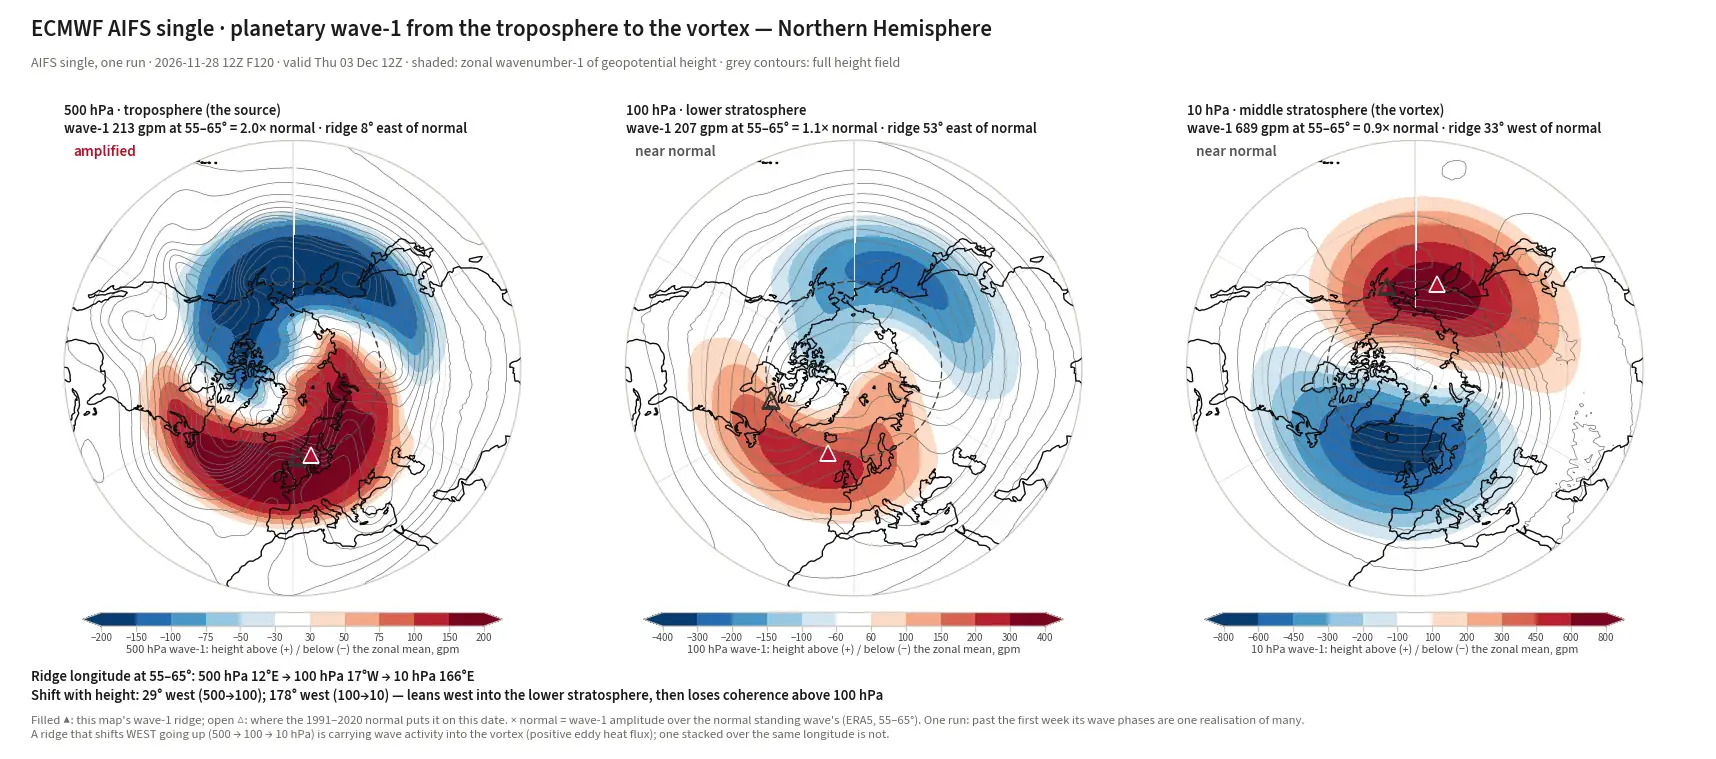 ECMWF AIFS single · planetary wave-1 from the troposphere to the vortex — Northern Hemisphere
AIFS single, one run · 2026-11-28 12Z F120 · valid Thu 03 Dec 12Z · shaded: zonal wavenumber-1 of geopotential height · grey contours: full height field
500 hPa · troposphere (the source)
wave-1 213 gpm at 55–65° = 2.0× normal · ridge 8° east of normal
amplified
100 hPa · lower stratosphere
wave-1 207 gpm at 55–65° = 1.1× normal · ridge 53° east of normal
near normal
10 hPa · middle stratosphere (the vortex)
wave-1 689 gpm at 55–65° = 0.9× normal · ridge 33° west of normal
near normal
−200 −150 −100 −75 −50 −30 30 50 75 100 150 200
500 hPa wave-1: height above (+) / below (−) the zonal mean, gpm
−400 −300 −200 −150 −100 −60 60 100 150 200 300 400
100 hPa wave-1: height above (+) / below (−) the zonal mean, gpm
−800 −600 −450 −300 −200 −100 100 200 300 450 600 800
10 hPa wave-1: height above (+) / below (−) the zonal mean, gpm
Ridge longitude at 55–65°: 500 hPa 12°E → 100 hPa 17°W → 10 hPa 166°E
Shift with height: 29° west (500→100); 178° west (100→10) — leans west into the lower stratosphere, then loses coherence above 100 hPa
Filled ▲: this map's wave-1 ridge; open △: where the 1991–2020 normal puts it on this date. × normal = wave-1 amplitude over the normal standing wave's (ERA5, 55–65°). One run: past the first week its wave phases are one realisation of many.
A ridge that shifts WEST going up (500 → 100 → 10 hPa) is carrying wave activity into the vortex (positive eddy heat flux); one stacked over the same longitude is not.